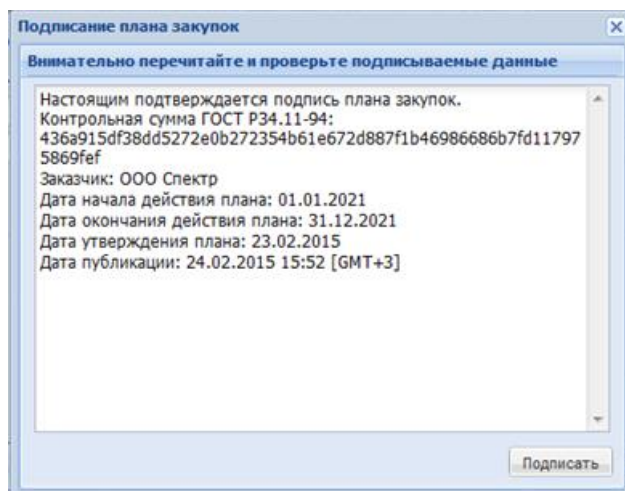 Подписание плана закупок
Внимательно перечитайте и проверьте подписываемые данные
Настоящим подтверждается подпись плана закупок.
Контрольная сумма ГОСТ Р34.11-94:
436a915df38dd5272e0b272354b61e672d887f1b46986686b7fd11797
5869fef
Заказчик: ООО Спектр
Дата начала действия плана: 01.01.2021
Дата окончания действия плана: 31.12.2021
Дата утверждения плана: 23.02.2015
Дата публикации: 24.02.2015 15:52 [GMT+3]
Подписать